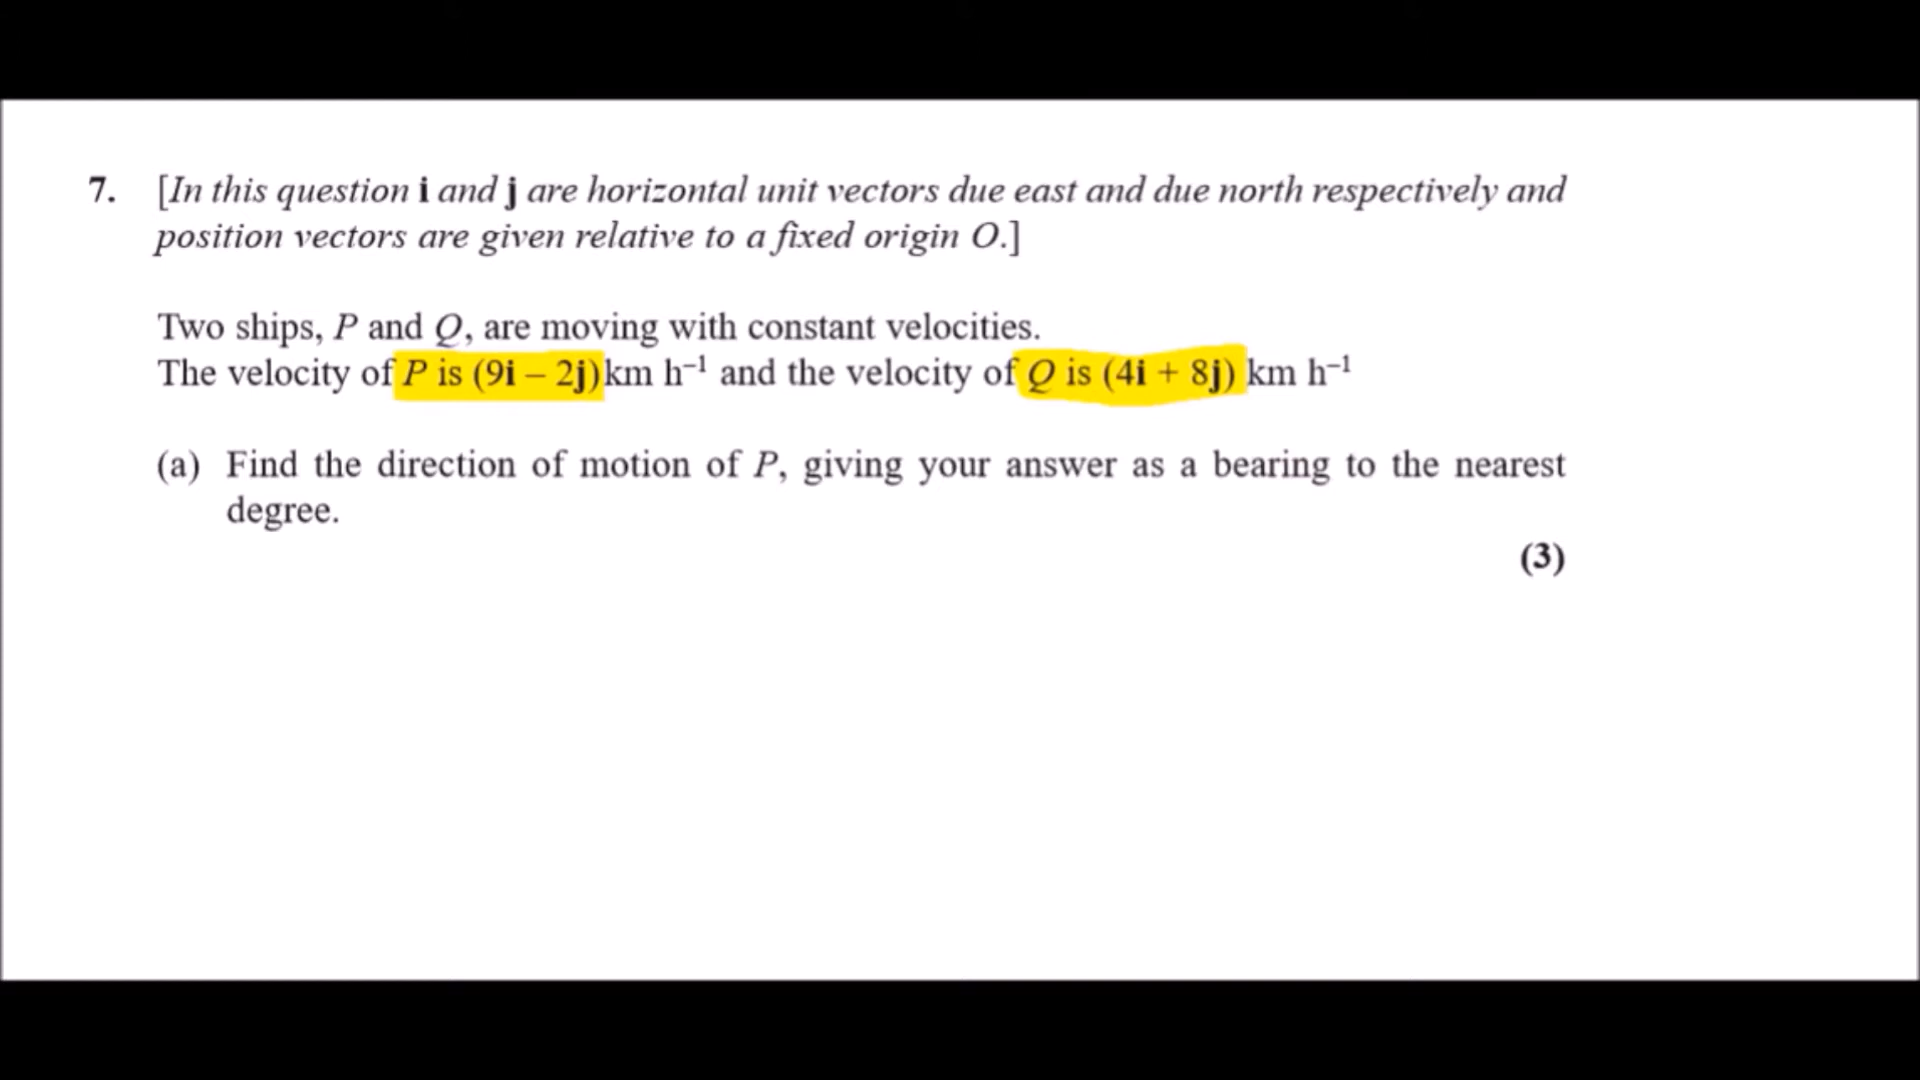 7. [In this question i and j are horizontal unit vectors due east and due north respectively and
position vectors are given relative to a fixed origin O.]
Two ships, P and Q, are moving with constant velocities.
The velocity of P is (9i – 2j) km h⁻¹ and the velocity of Q is (4i + 8j) km h⁻¹
(a) Find the direction of motion of P, giving your answer as a bearing to the nearest
degree.
(3)